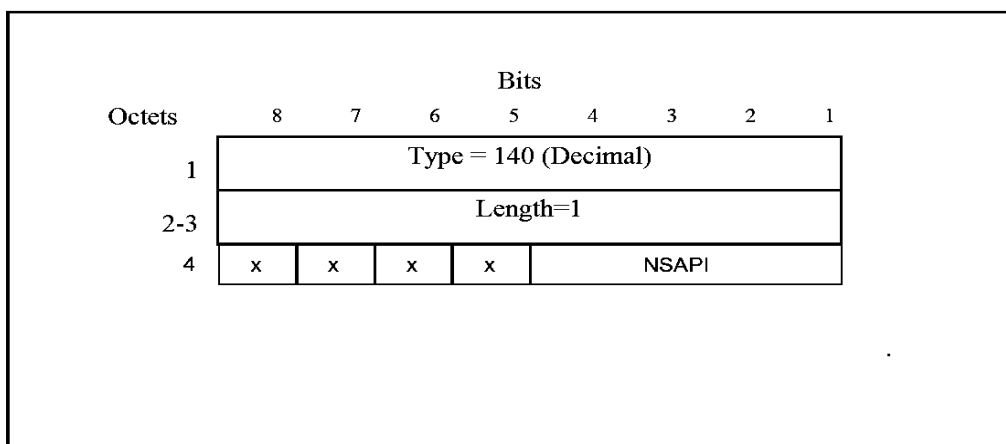 Bits
Octets 8 7 6 5 4 3 2 1
1 Type = 140 (Decimal)
2-3 Length=1
4 x x x x NSAPI
.